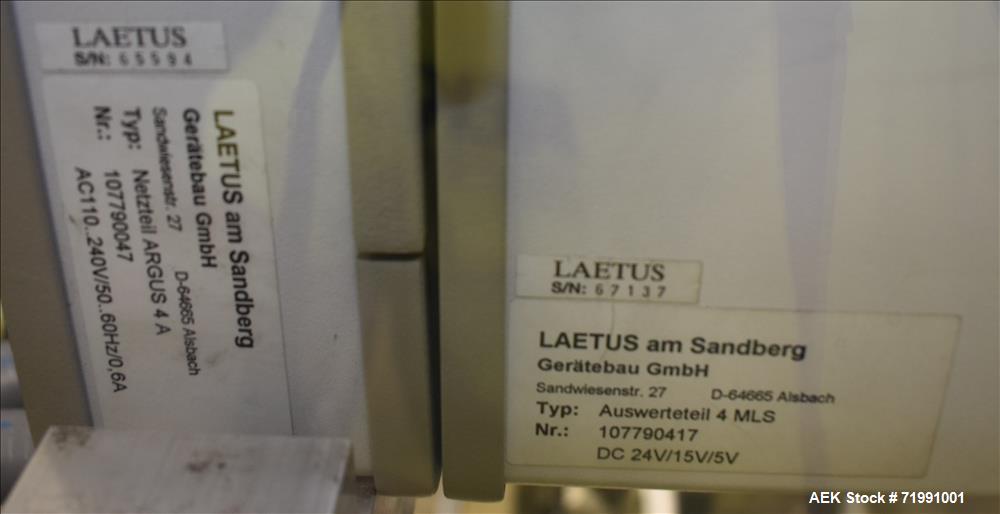 LAETUS
S/N: 65594
LAETUS am Sandberg
Gerätebau GmbH
Sandwiesenstr. 27 D-64665 Alsbach
Typ: Netzteil ARGUS 4 A
Nr.: 107790047
AC110..240V/50..60Hz/0,6A
LAETUS
S/N: 67137
LAETUS am Sandberg
Gerätebau GmbH
Sandwiesenstr. 27 D-64665 Alsbach
Typ: Auswerteteil 4 MLS
Nr.: 107790417
DC 24V/15V/5V
AEK Stock # 71991001